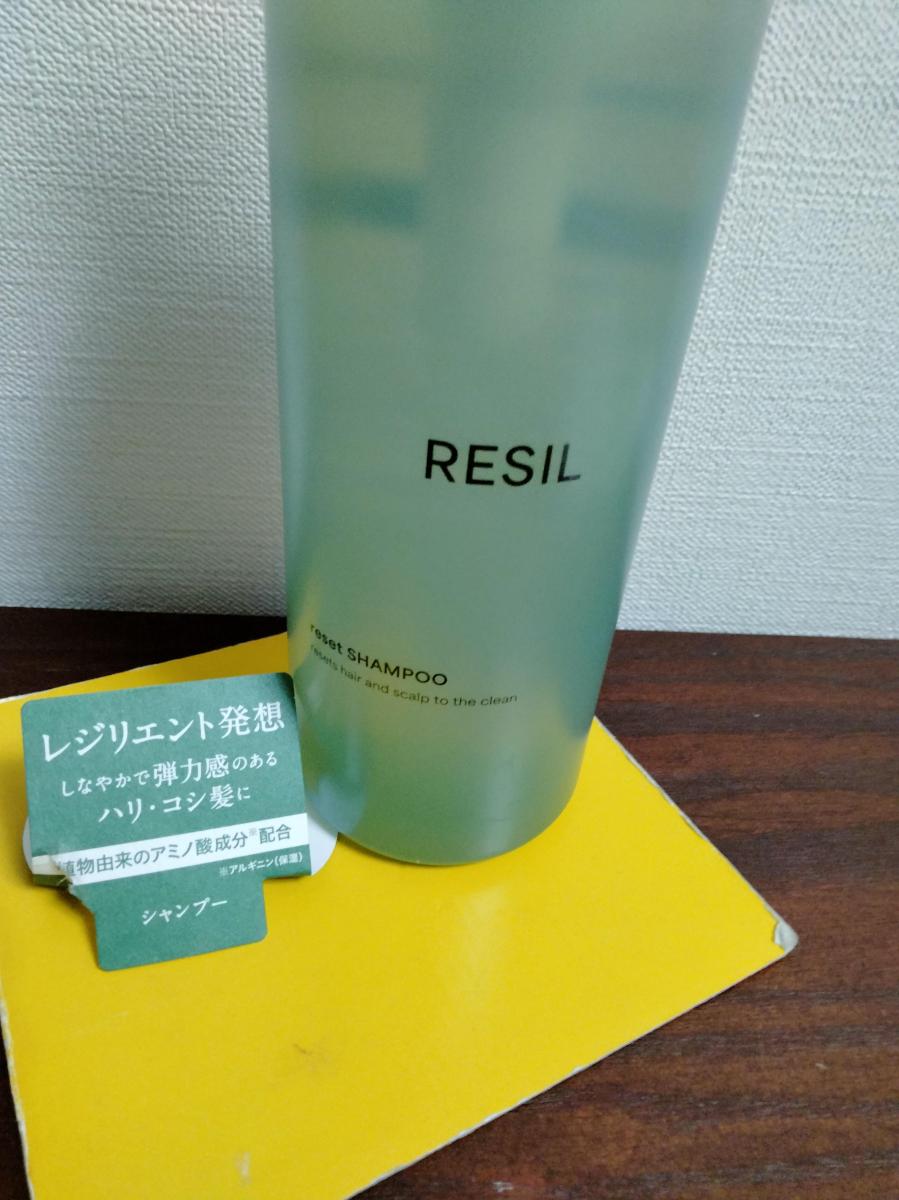 RESIL
reset SHAMPOO
resets hair and scalp to the clean
レジリエント発想
しなやかで弾力感のある
ハリ・コシ髪に
植物由来のアミノ酸成分※配合
※アルギニン(保湿)
シャンプー